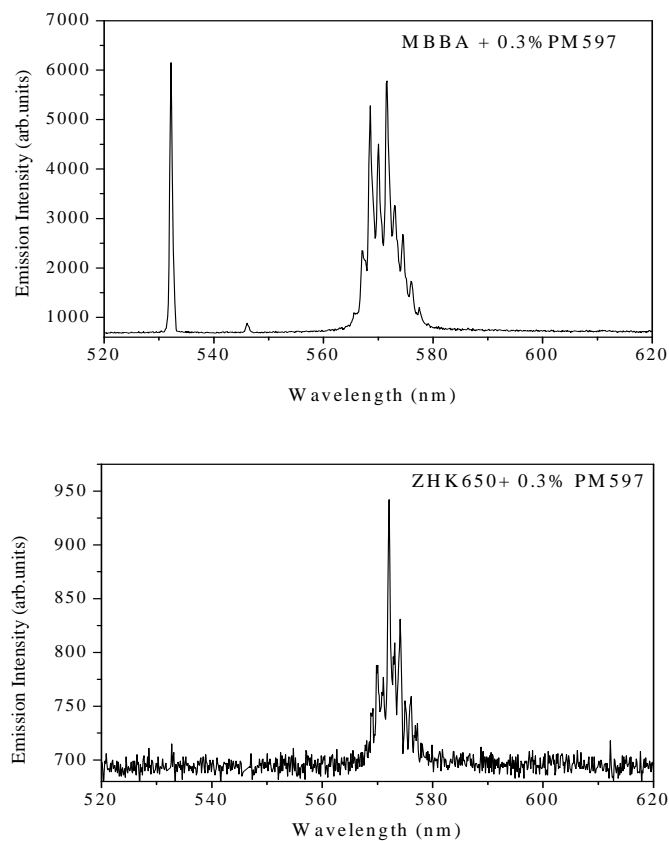 7000
6000
5000
4000
3000
2000
1000
Emission Intensity (arb.units)
MBBA + 0.3% PM597
520 540 560 580 600 620
Wavelength (nm)
950
900
850
800
750
700
Emission Intensity (arb.units)
ZHK650+ 0.3% PM597
520 540 560 580 600 620
Wavelength (nm)